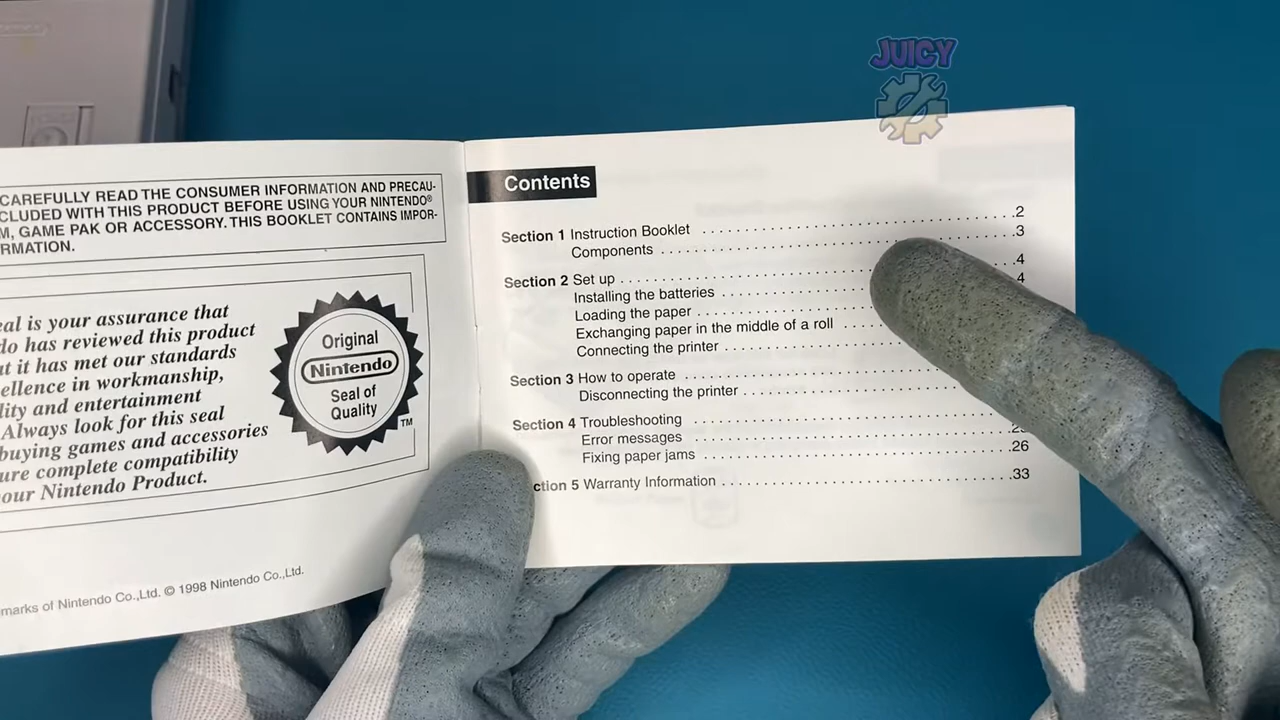 JUICY
CAREFULLY READ THE CONSUMER INFORMATION AND PRECAU-
CLUDED WITH THIS PRODUCT BEFORE USING YOUR NINTENDO®
M, GAME PAK OR ACCESSORY. THIS BOOKLET CONTAINS IMPOR-
RMATION.
eal is your assurance that
do has reviewed this product
at it has met our standards
ellence in workmanship,
lity and entertainment
Always look for this seal
buying games and accessories
ure complete compatibility
our Nintendo Product.
Original
Nintendo
Seal of
Quality
TM
marks of Nintendo Co.,Ltd. © 1998 Nintendo Co.,Ltd.
Contents
Section 1 Instruction Booklet .2
Components .3
Section 2 Set up .4
Installing the batteries 4
Loading the paper
Exchanging paper in the middle of a roll
Connecting the printer
Section 3 How to operate
Disconnecting the printer
Section 4 Troubleshooting
Error messages
Fixing paper jams .26
ction 5 Warranty Information .33